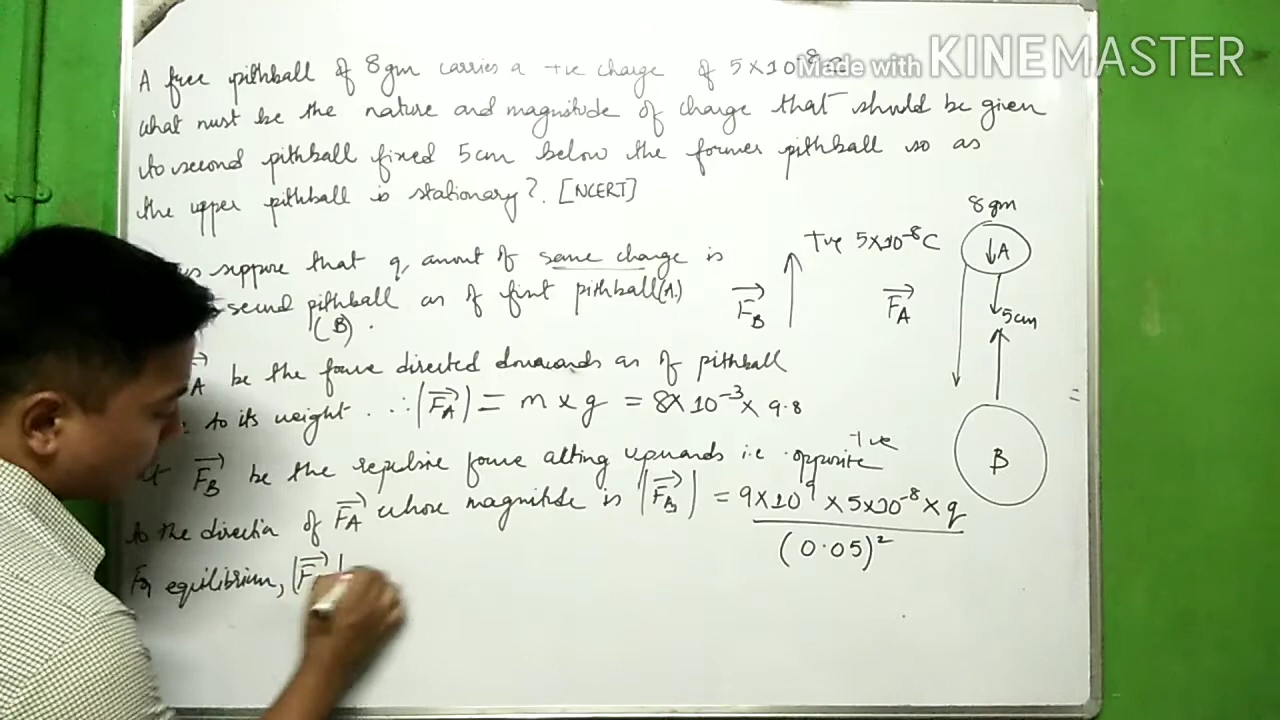 Made with KINEMASTER
A free pithball of 8gm carries a +ve charge of 5×10⁻⁸C
what must be the nature and magnitude of charge that should be given
to second pithball fixed 5cm below the former pithball so as
the upper pithball is stationary? [NCERT]
suppose that q amount of same charge is
second pithball as of first pithball (A)
(B).
be the force directed downwards as of pithball
to its weight. ∴ |F⃗A| = m × g = 8×10⁻³ × 9.8
F⃗B be the repulsive force acting upwards i.e. opposite
to the direction of F⃗A whose magnitude is |F⃗B| = 9×10⁹ × 5×10⁻⁸ × q
(0.05)²
For equilibrium,
8gm
+ve 5×10⁻⁸C
A
F⃗B
F⃗A
5cm
+ve
B
=